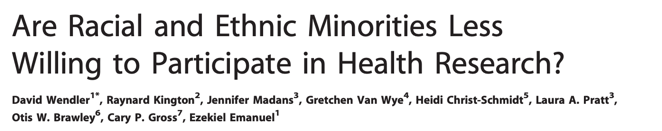 Are Racial and Ethnic Minorities Less
Willing to Participate in Health Research?
David Wendler1*, Raynard Kington2, Jennifer Madans3, Gretchen Van Wye4, Heidi Christ-Schmidt5, Laura A. Pratt3,
Otis W. Brawley6, Cary P. Gross7, Ezekiel Emanuel1